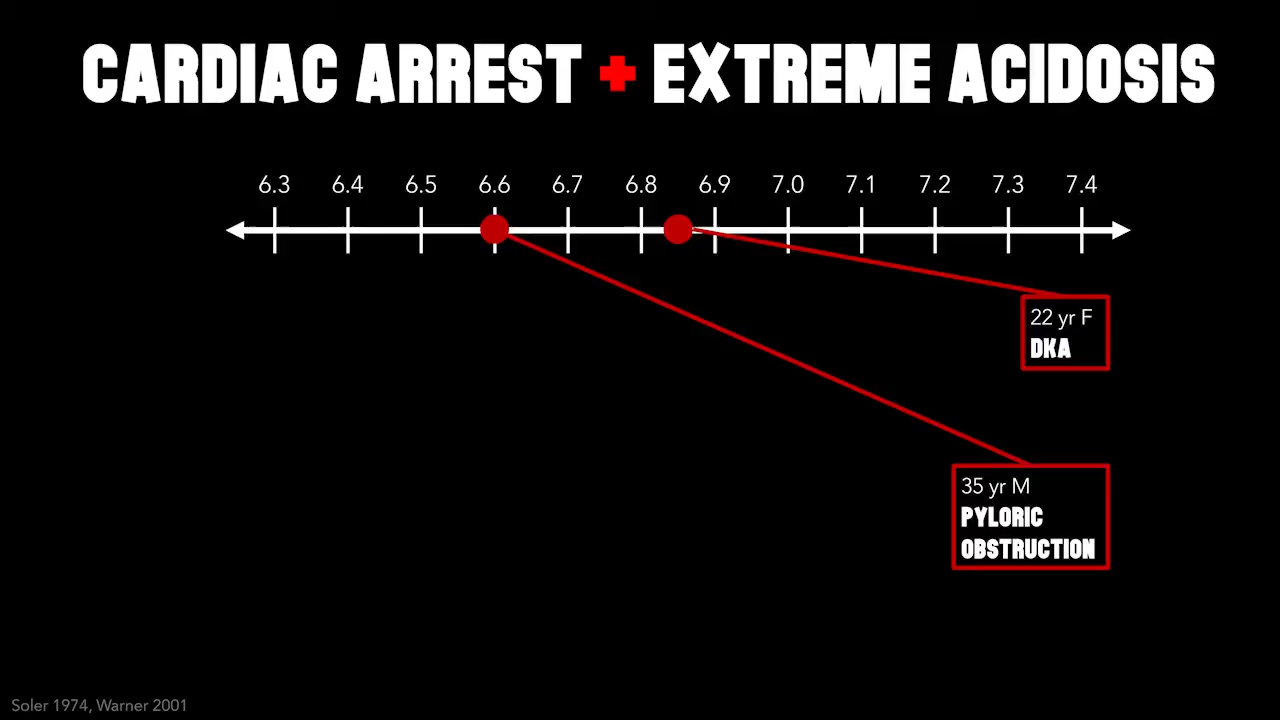 CARDIAC ARREST + EXTREME ACIDOSIS
6.3 6.4 6.5 6.6 6.7 6.8 6.9 7.0 7.1 7.2 7.3 7.4
22 yr F
DKA
35 yr M
PYLORIC
OBSTRUCTION
Soler 1974, Warner 2001